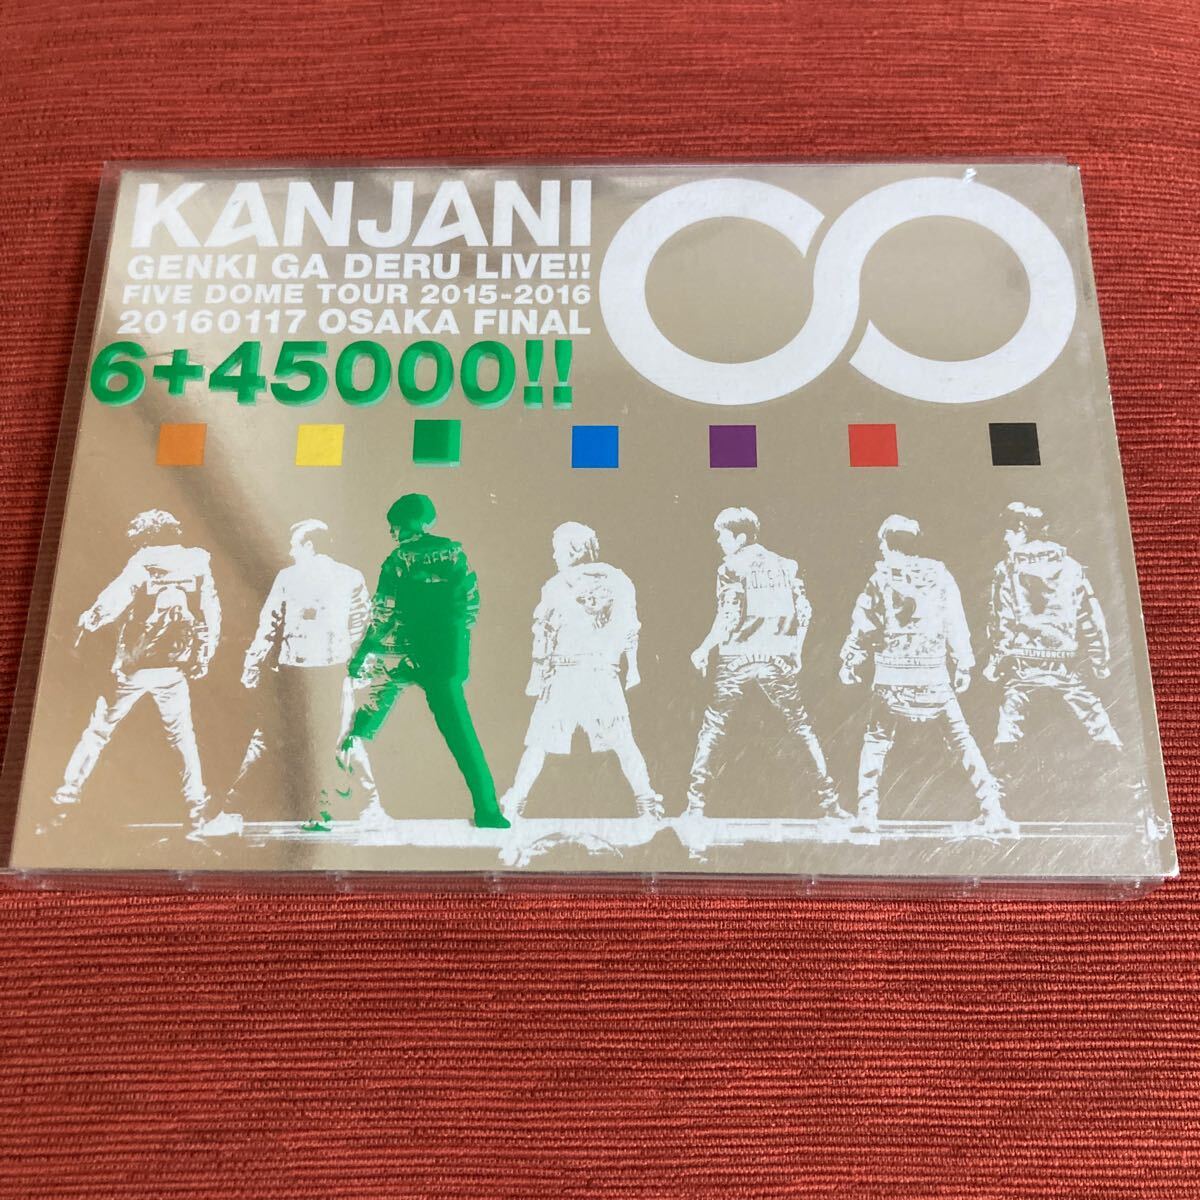 KANJANI
GENKI GA DERU LIVE!!
FIVE DOME TOUR 2015-2016
20160117 OSAKA FINAL
6+45000!!